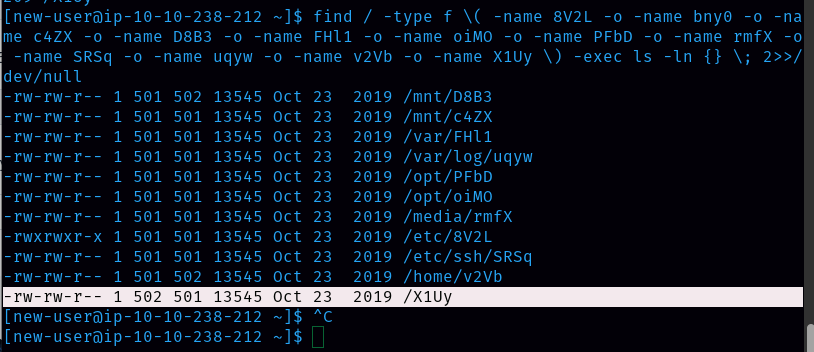 [new-user@ip-10-10-238-212 ~]$ find / -type f \( -name 8V2L -o -name bny0 -o -na
me c4ZX -o -name D8B3 -o -name FHl1 -o -name oiMO -o -name PFbD -o -name rmfX -o
 -name SRSq -o -name uqyw -o -name v2Vb -o -name X1Uy \) -exec ls -ln {} \; 2>>/
dev/null
-rw-rw-r-- 1 501 502 13545 Oct 23  2019 /mnt/D8B3
-rw-rw-r-- 1 501 502 13545 Oct 23  2019 /mnt/c4ZX
-rw-rw-r-- 1 501 501 13545 Oct 23  2019 /var/FHl1
-rw-rw-r-- 1 501 501 13545 Oct 23  2019 /var/log/uqyw
-rw-rw-r-- 1 501 501 13545 Oct 23  2019 /opt/PFbD
-rw-rw-r-- 1 501 501 13545 Oct 23  2019 /opt/oiMO
-rw-rw-r-- 1 501 501 13545 Oct 23  2019 /media/rmfX
-rwxrwxr-x 1 501 501 13545 Oct 23  2019 /etc/8V2L
-rw-rw-r-- 1 501 501 13545 Oct 23  2019 /etc/ssh/SRSq
-rw-rw-r-- 1 501 502 13545 Oct 23  2019 /home/v2Vb
-rw-rw-r-- 1 502 501 13545 Oct 23  2019 /X1Uy
[new-user@ip-10-10-238-212 ~]$ ^C
[new-user@ip-10-10-238-212 ~]$